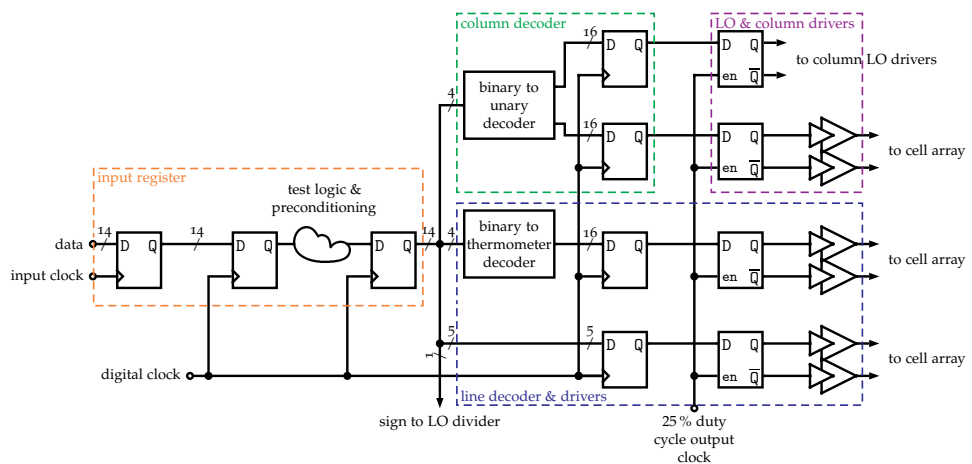 column decoder
LO & column drivers
16
D Q
D Q
to column LO drivers
en Q
4
binary to
unary
decoder
16
D Q
D Q
en Q
to cell array
input register
test logic &
preconditioning
data
14
D Q
14
D Q
D Q
14
4
binary to
thermometer
decoder
16
D Q
D Q
en Q
to cell array
input clock
5
1
5
D Q
D Q
en Q
to cell array
digital clock
line decoder & drivers
sign to LO divider
25 % duty
cycle output
clock